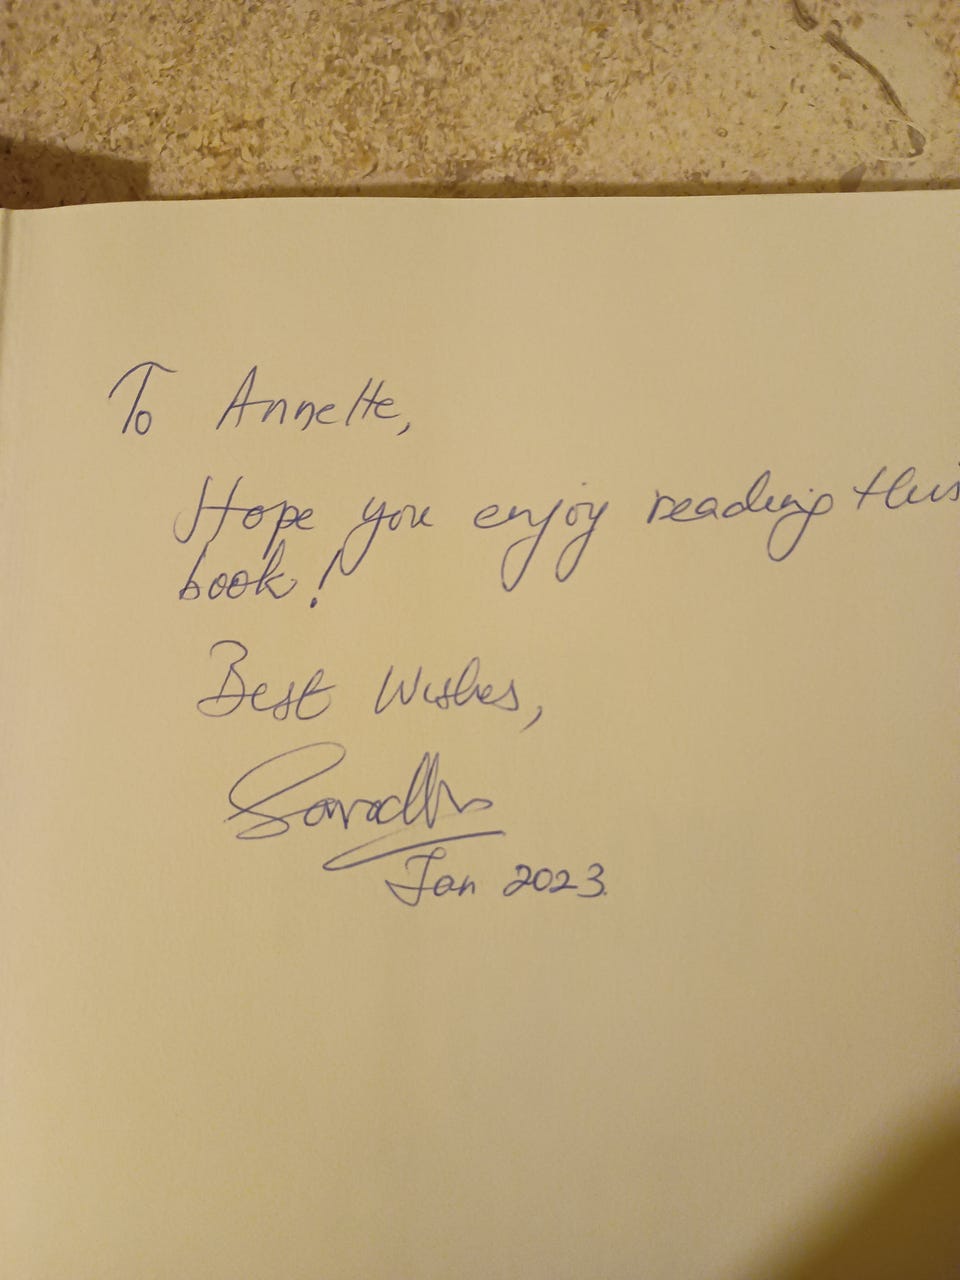 To Annette,
Hope you enjoy reading this
book!
Best Wishes,
Jan 2023.